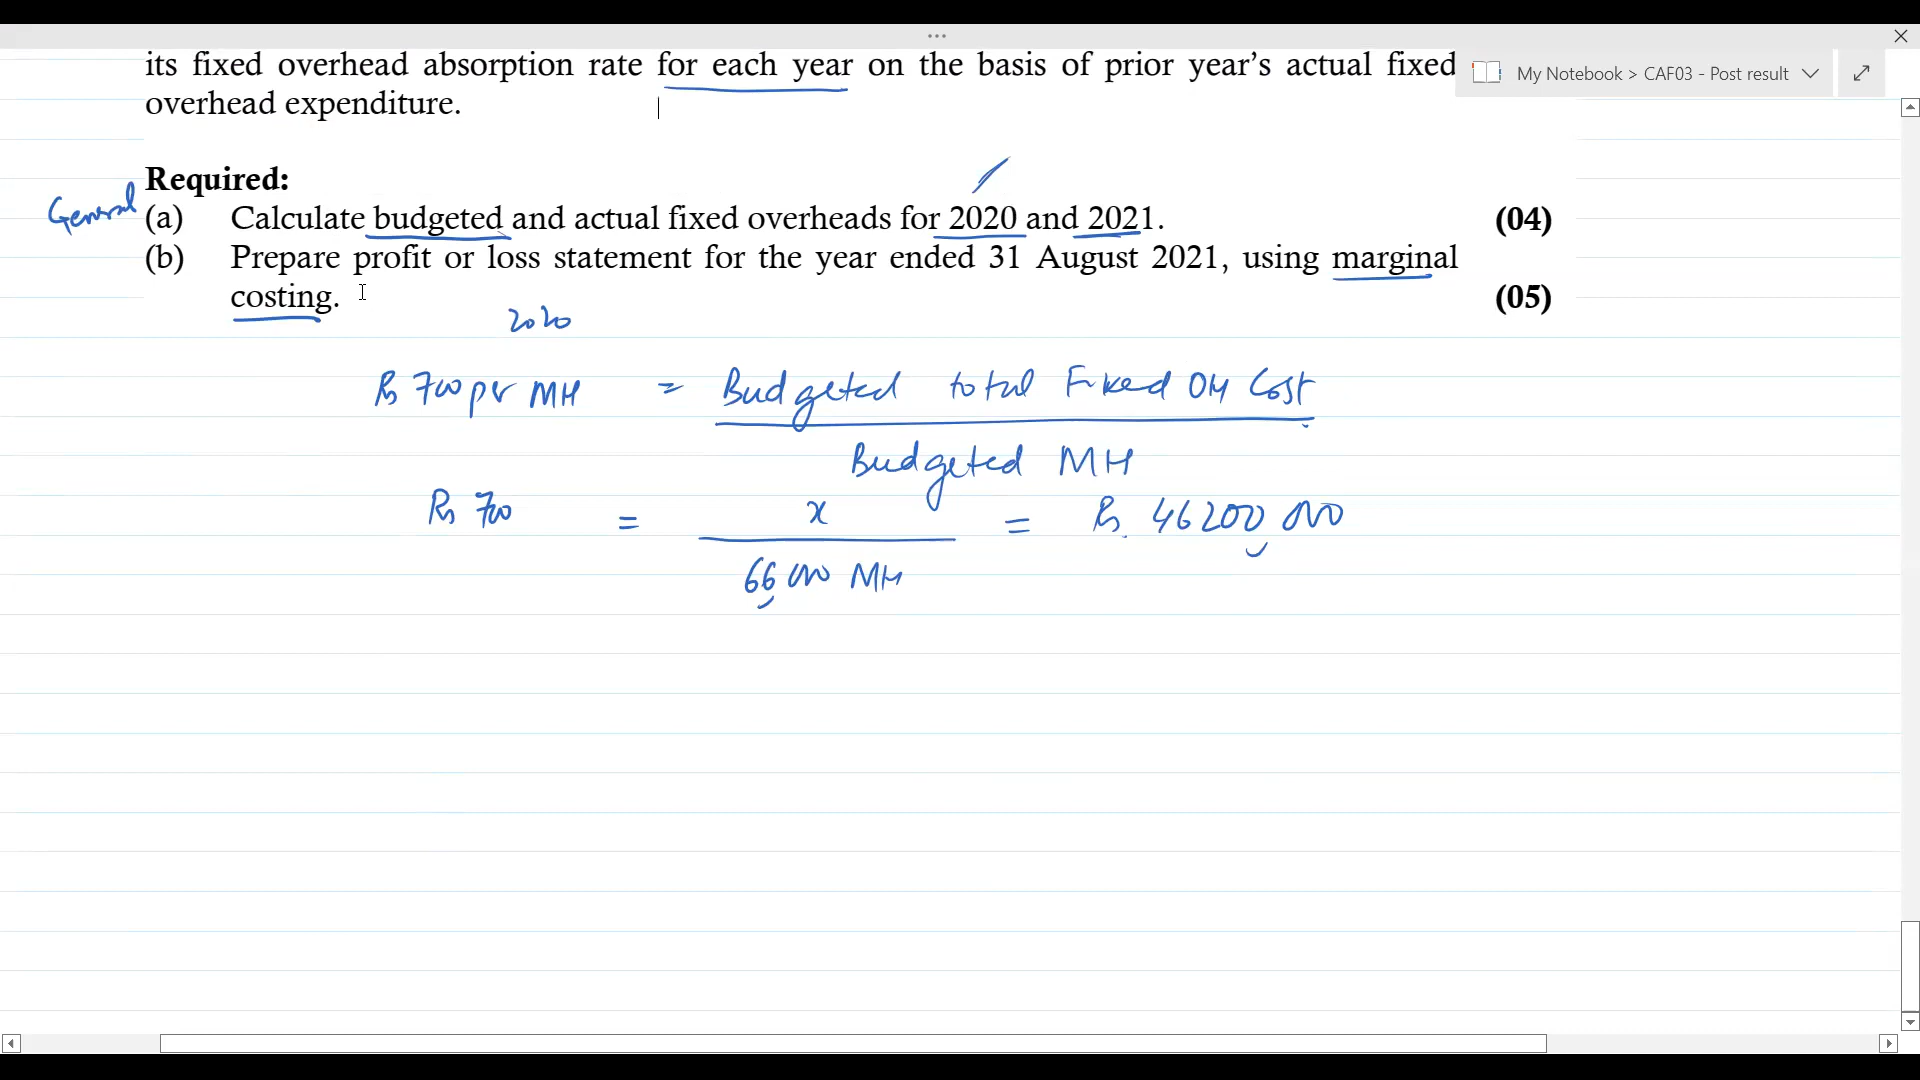 its fixed overhead absorption rate for each year on the basis of prior year’s actual fixed
overhead expenditure.
My Notebook > CAF03 - Post result
Required:
General
(a) Calculate budgeted and actual fixed overheads for 2020 and 2021. (04)
(b) Prepare profit or loss statement for the year ended 31 August 2021, using marginal
costing. (05)
2020
Rs 700 per MH = Budgeted total Fixed OH Cost
Budgeted MH
Rs 700 = x = Rs. 46200 000
66 000 MH